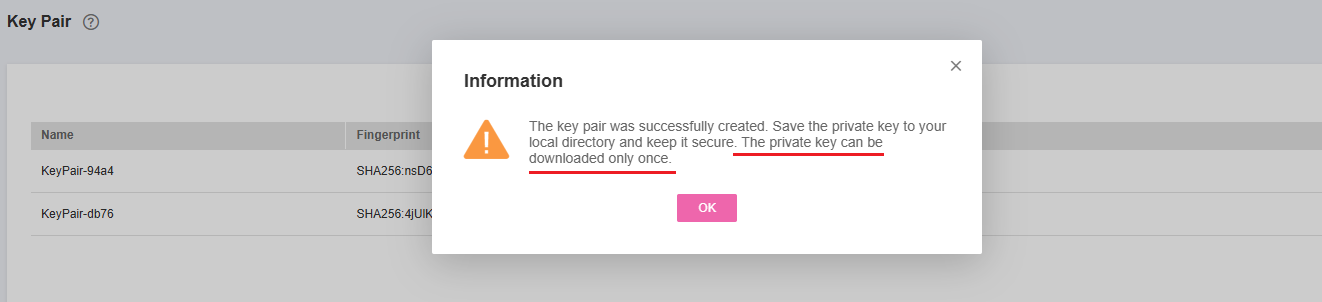 Key Pair ?
Information
The key pair was successfully created. Save the private key to your
local directory and keep it secure. The private key can be
downloaded only once.
OK
Name Fingerprint
KeyPair-94a4 SHA256:nsD6
KeyPair-db76 SHA256:4jUlK